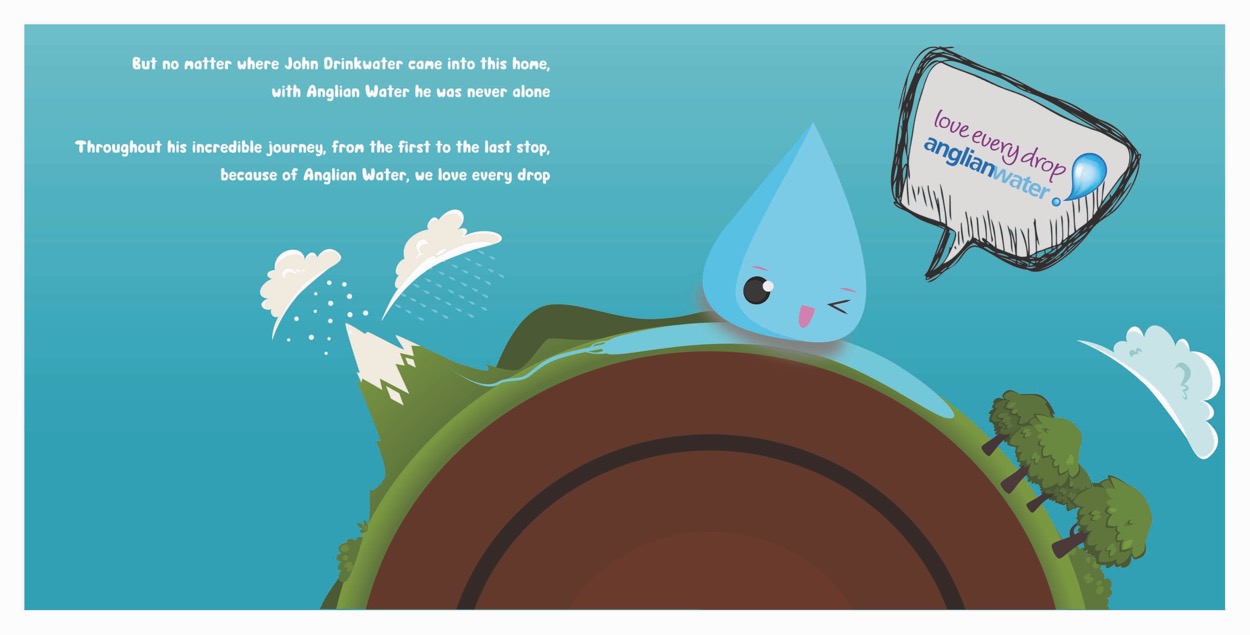 But no matter where John Drinkwater came into this home,
with Anglian Water he was never alone
Throughout his incredible journey, from the first to the last stop,
because of Anglian Water, we love every drop
love every drop
anglianwater